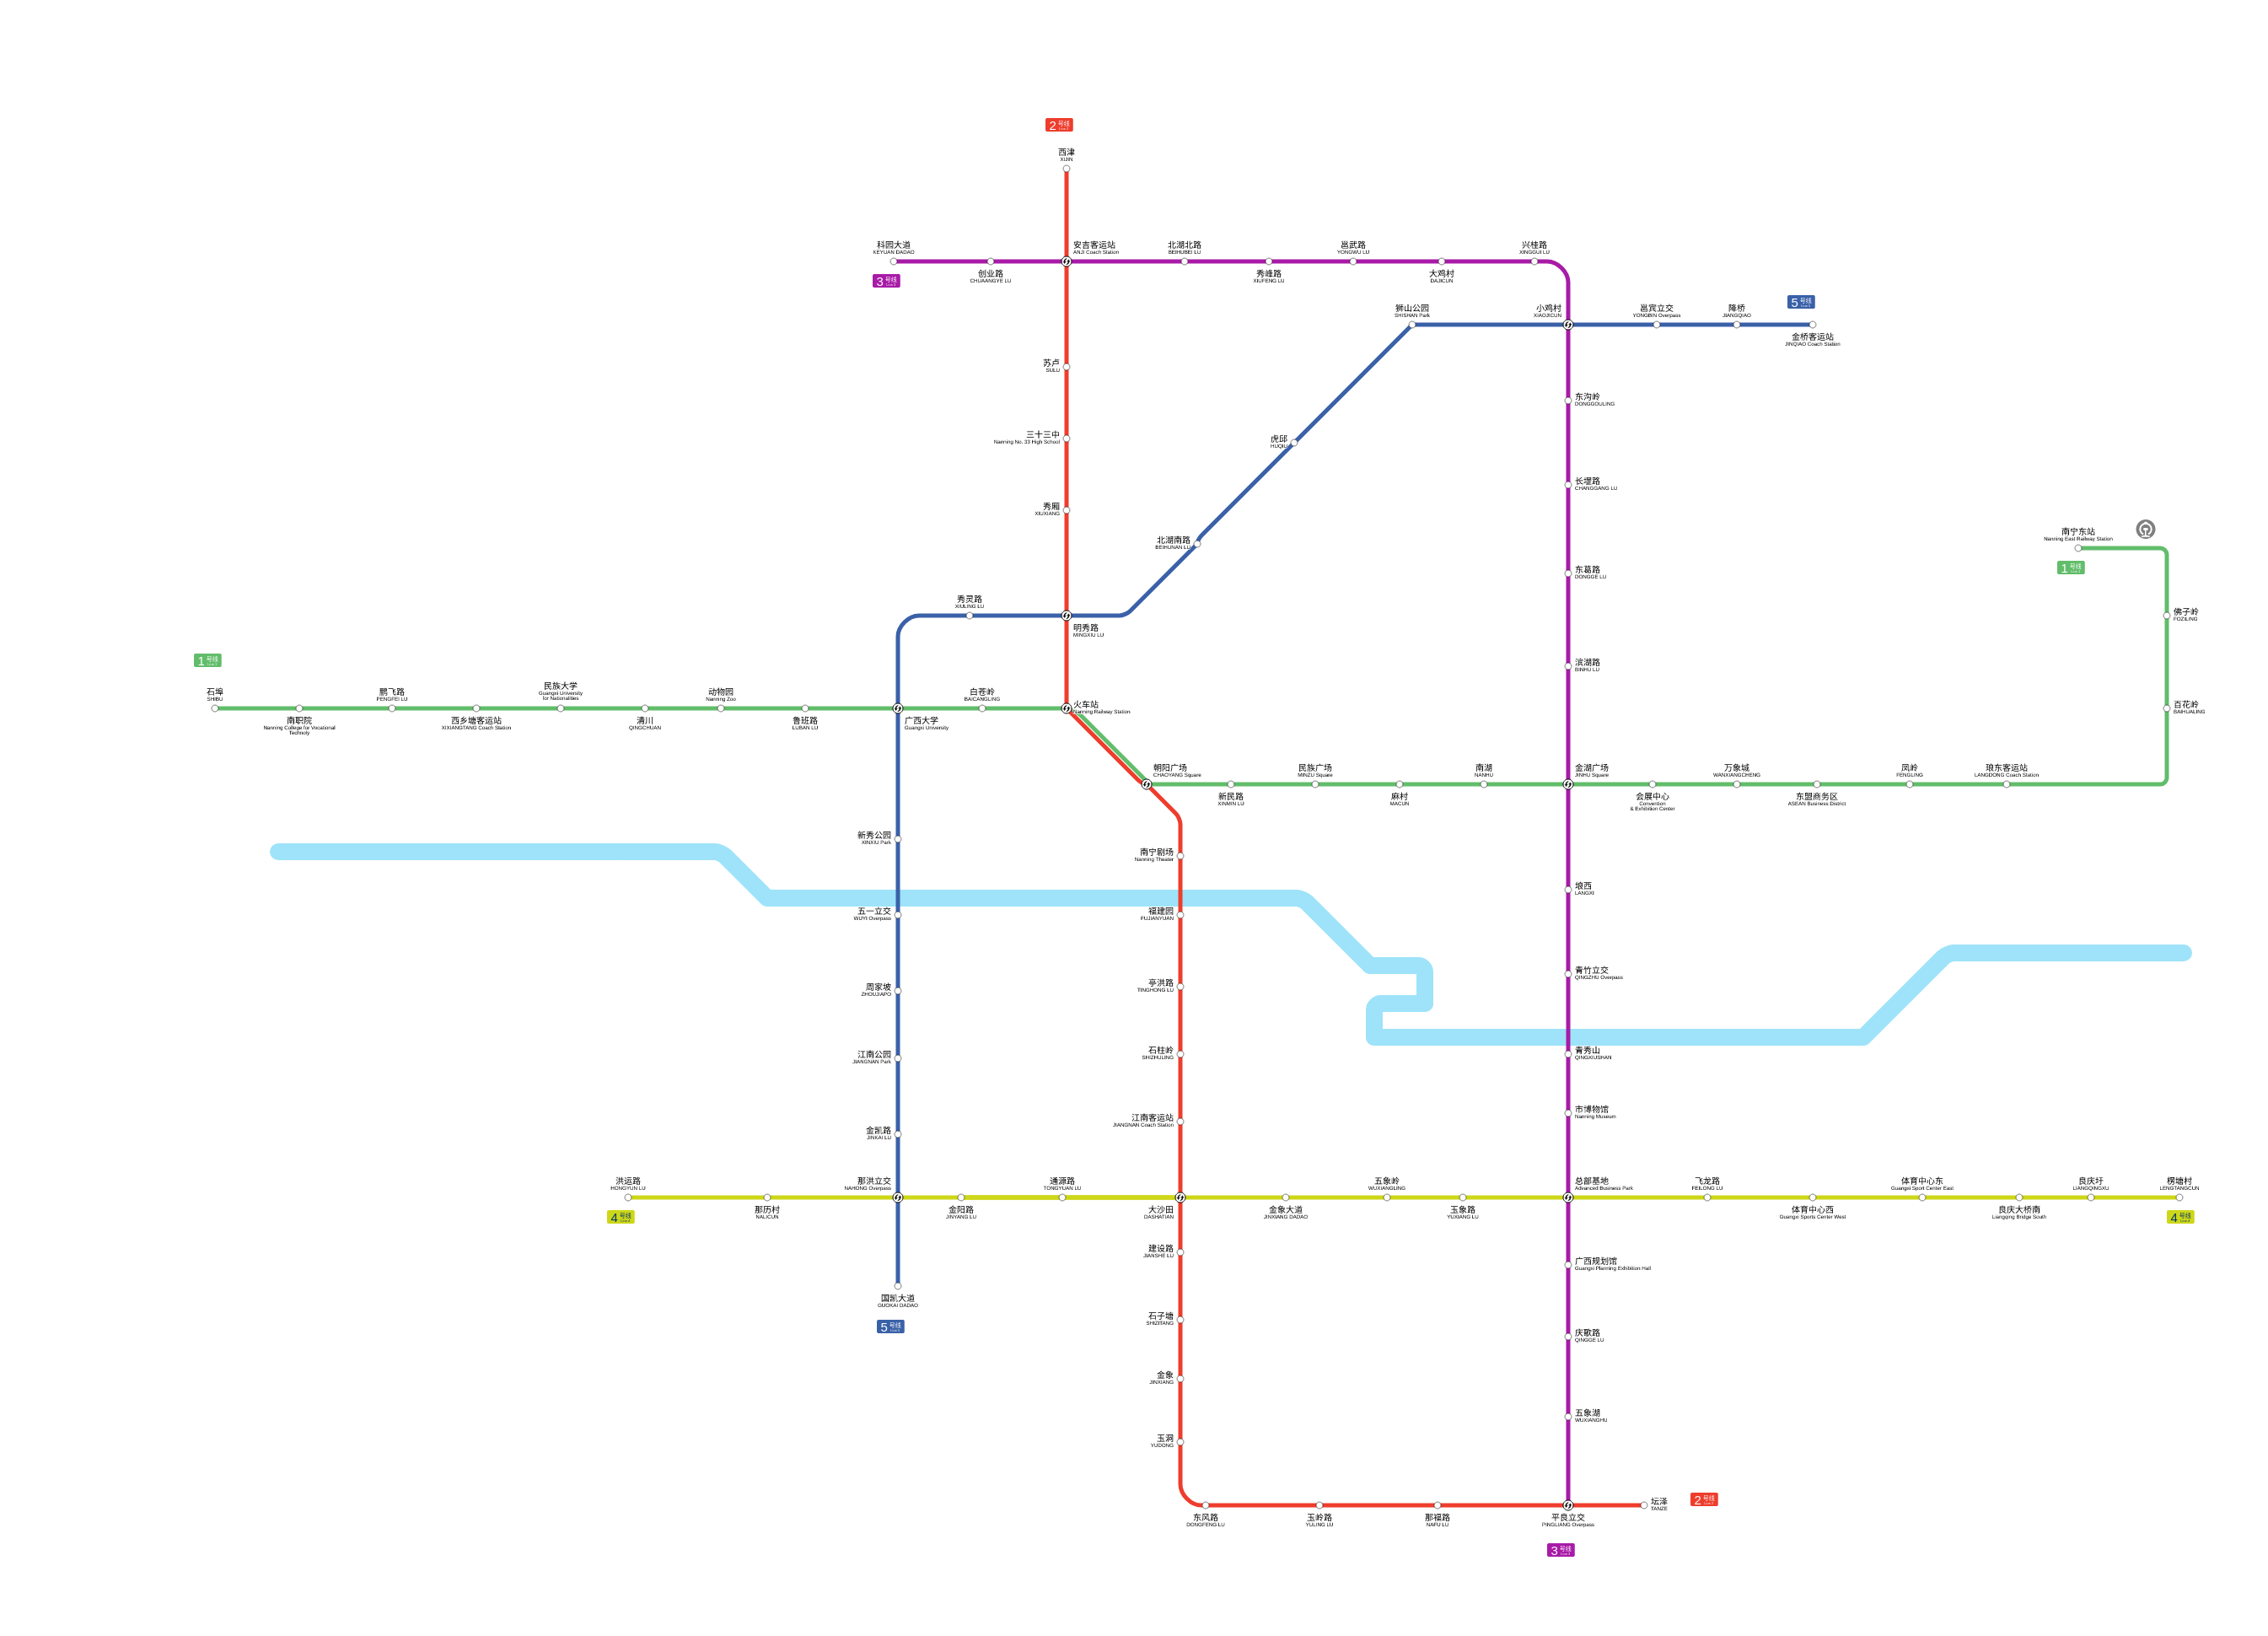 2 号线
西津
XIJIN
科园大道
KEYUAN DADAO
3 号线
创业路
CHUAANGYE LU
安吉客运站
ANJI Coach Station
北湖北路
BEIHUBEI LU
秀峰路
XIUFENG LU
邕武路
YONGWU LU
大鸡村
DAJICUN
兴桂路
XINGGUI LU
狮山公园
SHISHAN Park
小鸡村
XIAOJICUN
邕宾立交
YONGBIN Overpass
降桥
JIANGQIAO
5 号线
金桥客运站
JINQIAO Coach Station
苏卢
SULU
东沟岭
DONGGOULING
三十三中
Nanning No. 33 High School
虎邱
HUQIU
长堽路
CHANGGANG LU
秀厢
XIUXIANG
北湖南路
BEIHUNAN LU
南宁东站
Nanning East Railway Station
1 号线
东葛路
DONGGE LU
秀灵路
XIULING LU
明秀路
MINGXIU LU
佛子岭
FOZILING
滨湖路
BINHU LU
1 号线
石埠
SHIBU
南职院
Nanning College for Vocational
Technoly
鹏飞路
PENGFEI LU
西乡塘客运站
XIXIANGTANG Coach Station
民族大学
Guangxi University
for Nationalities
清川
QINGCHUAN
动物园
Nanning Zoo
鲁班路
LUBAN LU
广西大学
Guangxi University
白苍岭
BAICANGLING
火车站
Nanning Railway Station
百花岭
BAIHUALING
朝阳广场
CHAOYANG Square
新民路
XINMIN LU
民族广场
MINZU Square
麻村
MACUN
南湖
NANHU
金湖广场
JINHU Square
会展中心
Convention
& Exhibition Center
万象城
WANXIANGCHENG
东盟商务区
ASEAN Business District
凤岭
FENGLING
琅东客运站
LANGDONG Coach Station
新秀公园
XINXIU Park
南宁剧场
Nanning Theater
埌西
LANGXI
五一立交
WUYI Overpass
福建园
FUJIANYUAN
青竹立交
QINGZHU Overpass
周家坡
ZHOUJIAPO
亭洪路
TINGHONG LU
江南公园
JIANGNAN Park
石柱岭
SHIZHULING
青秀山
QINGXIUSHAN
市博物馆
Nanning Museum
江南客运站
JIANGNAN Coach Station
金凯路
JINKAI LU
洪运路
HONGYUN LU
4 号线
那历村
NALICUN
那洪立交
NAHONG Overpass
金阳路
JINYANG LU
通源路
TONGYUAN LU
大沙田
DASHATIAN
金象大道
JINXIANG DADAO
五象岭
WUXIANGLING
玉象路
YUXIANG LU
总部基地
Advanced Business Park
飞龙路
FEILONG LU
体育中心西
Guangxi Sports Center West
体育中心东
Guangxi Sport Center East
良庆大桥南
Liangqing Bridge South
良庆圩
LIANGQINGXU
楞塘村
LENGTANGCUN
4 号线
建设路
JIANSHE LU
广西规划馆
Guangxi Planning Exhibition Hall
国凯大道
GUOKAI DADAO
5 号线
石子塘
SHIZITANG
庆歌路
QINGGE LU
金象
JINXIANG
五象湖
WUXIANGHU
玉洞
YUDONG
东风路
DONGFENG LU
玉岭路
YULING LU
那福路
NAFU LU
平良立交
PINGLIANG Overpass
坛泽
TANZE
2 号线
3 号线